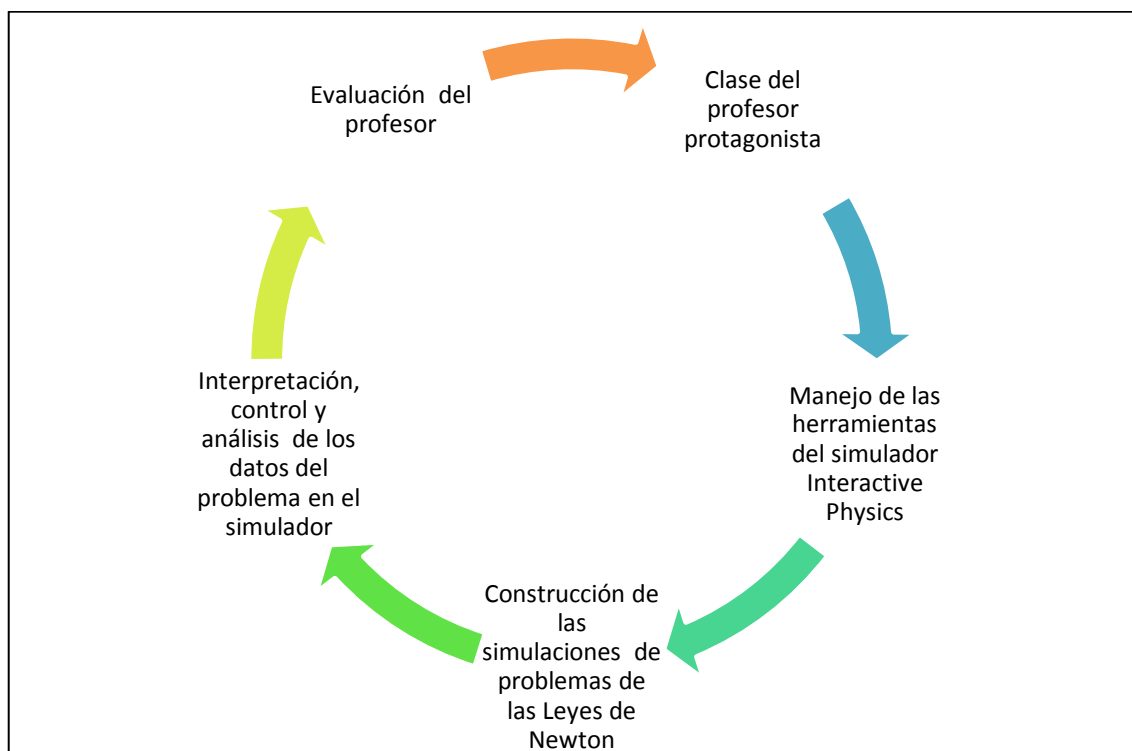 Evaluación del
profesor
Clase del
profesor
protagonista
Manejo de las
herramientas
del simulador
Interactive
Physics
Construcción de
las
simulaciones de
problemas de
las Leyes de
Newton
Interpretación,
control y
análisis de los
datos del
problema en el
simulador